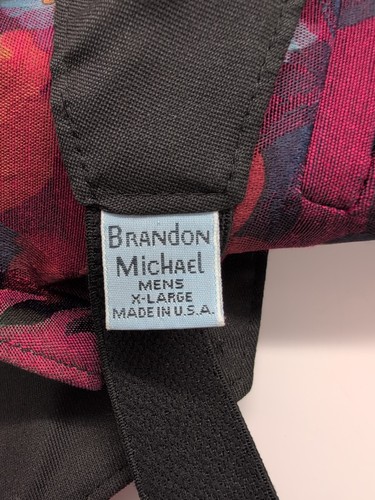 BRANDON
MICHAEL
MENS
X-LARGE
MADE IN U.S.A.